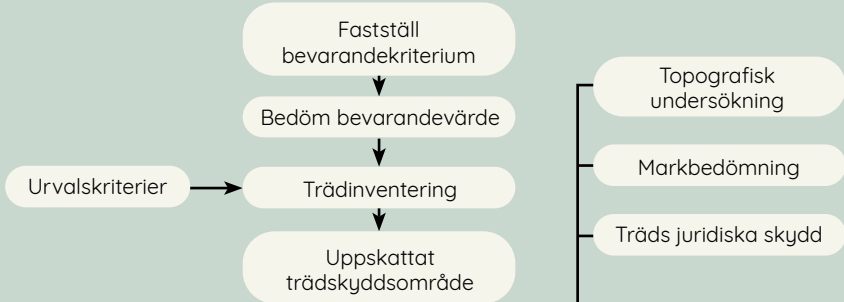 Fastställ
bevarandekriterium
Bedöm bevarandevärde
Urvalskriterier
Trädinventering
Uppskattat
trädskyddsområde
Topografisk
undersökning
Markbedömning
Träds juridiska skydd